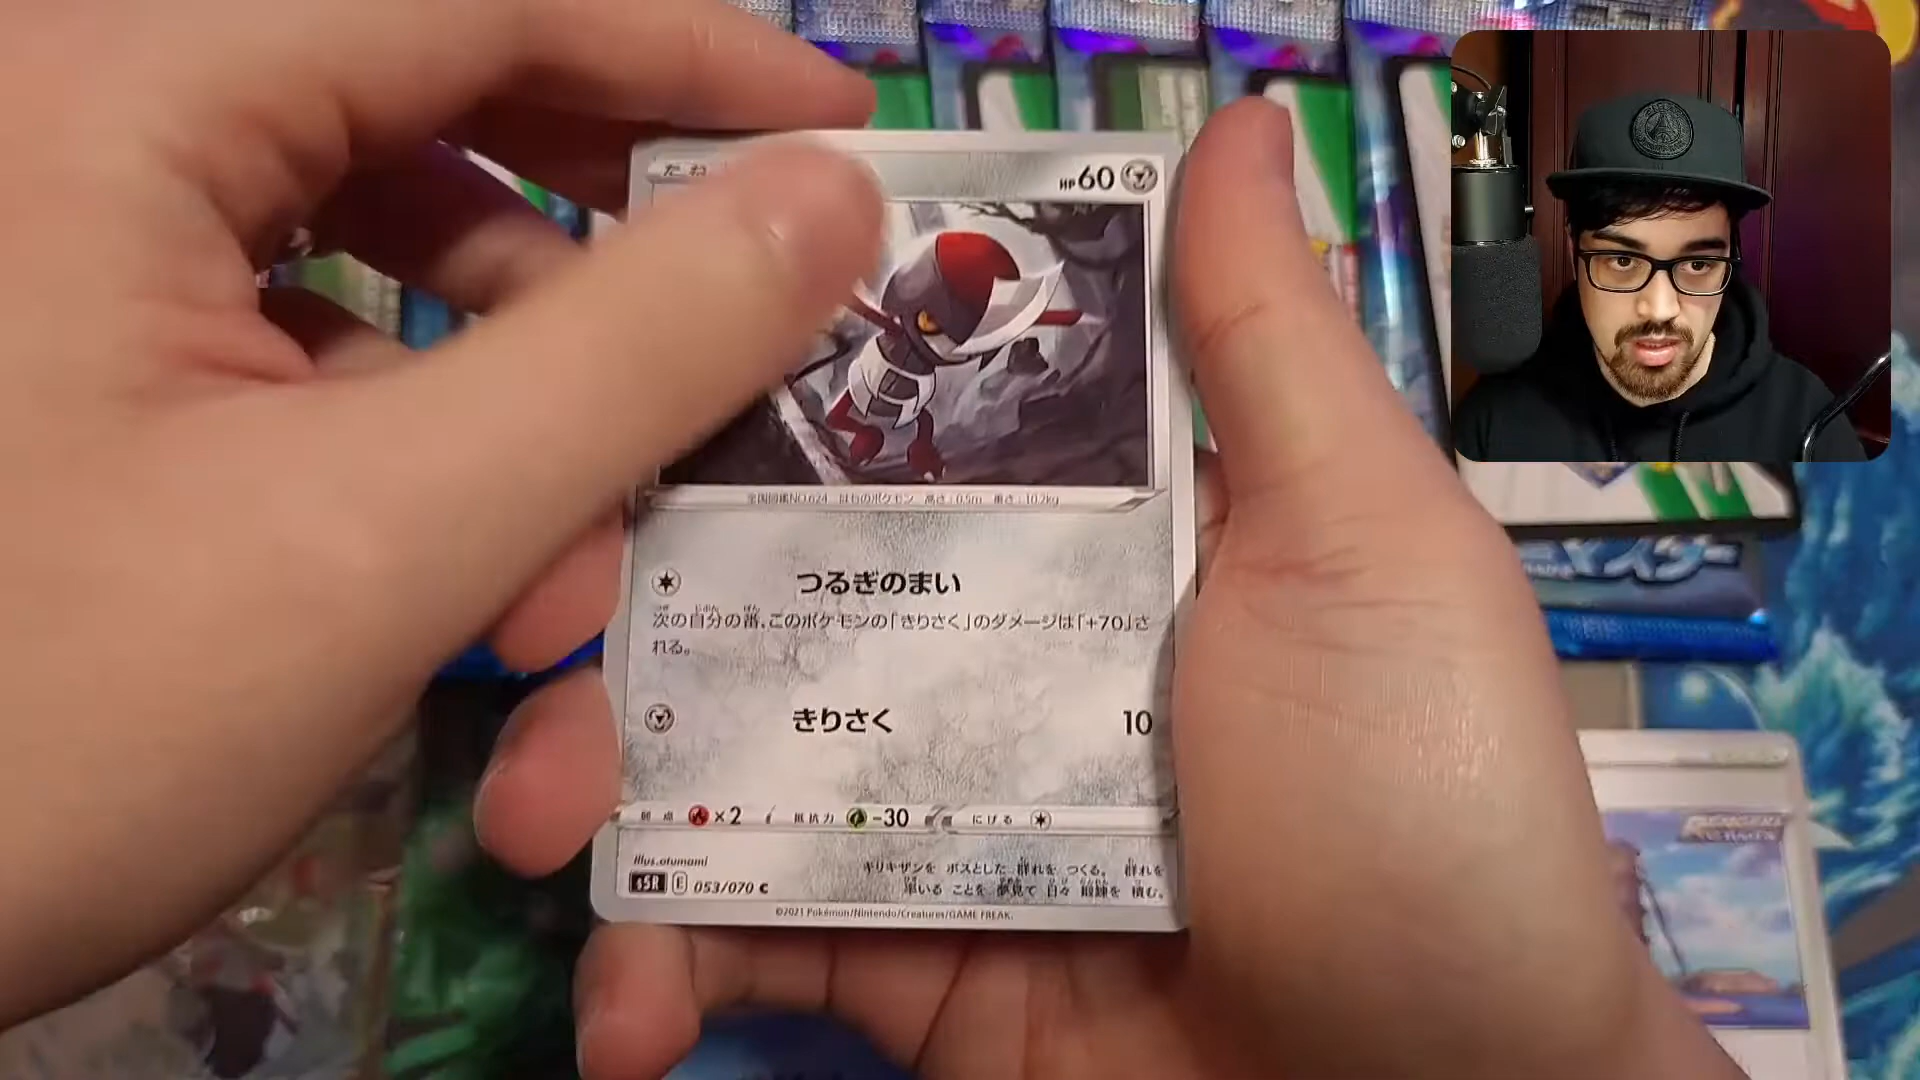 たね
HP60
全国図鑑NO.624 はもののポケモン 高さ:0.5m 重さ:10.2kg
つるぎのまい
次の自分の番、このポケモンの「きりさく」のダメージは「+70」さ
れる。
きりさく 10
弱点 ×2 抵抗力 -30 にげる
illus.otumami
キリキザンを ボスとした 群れを つくる。 群れを
s5R E 053/070 C
率いる ことを 夢見て 日々 鍛錬を 積む。
©2021 Pokémon/Nintendo/Creatures/GAME FREAK.